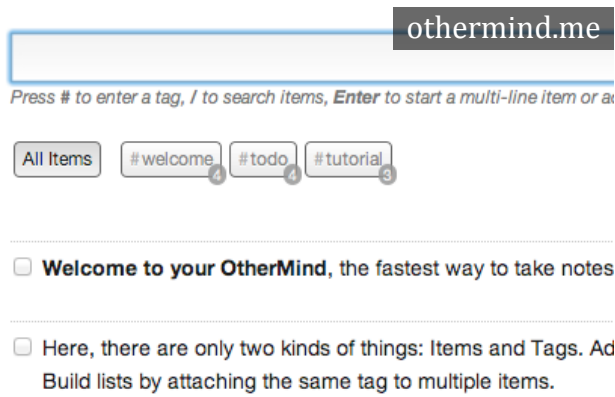 othermind.me
Press # to enter a tag, / to search items, Enter to start a multi-line item or
All Items #welcome 4 #todo 4 #tutorial 3
Welcome to your OtherMind, the fastest way to take notes
Here, there are only two kinds of things: Items and Tags. Ad
Build lists by attaching the same tag to multiple items.